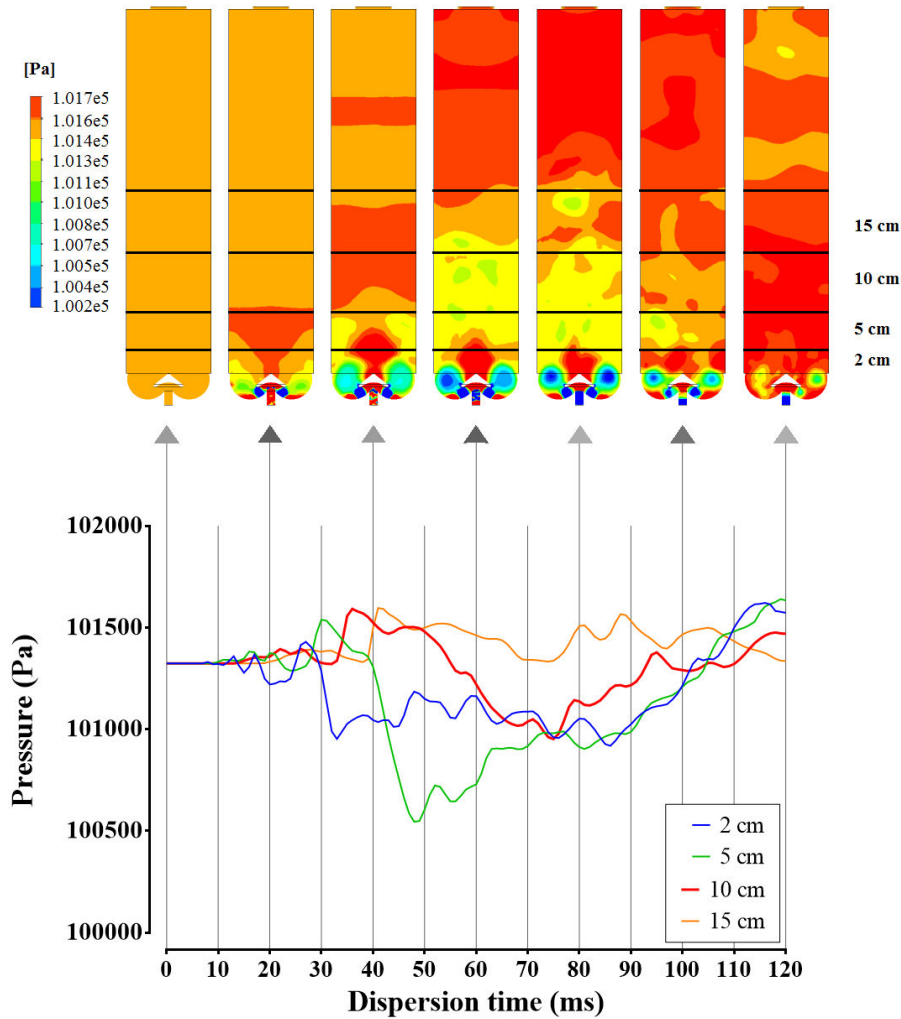 [Pa]
1.017e5
1.016e5
1.014e5
1.013e5
1.011e5
1.010e5
1.008e5
1.007e5
1.004e5
1.002e5
15 cm
10 cm
5 cm
2 cm
102000
101500
101000
100500
100000
Pressure (Pa)
2 cm
5 cm
10 cm
15 cm
0 10 20 30 40 50 60 70 80 90 100 110 120
Dispersion time (ms)